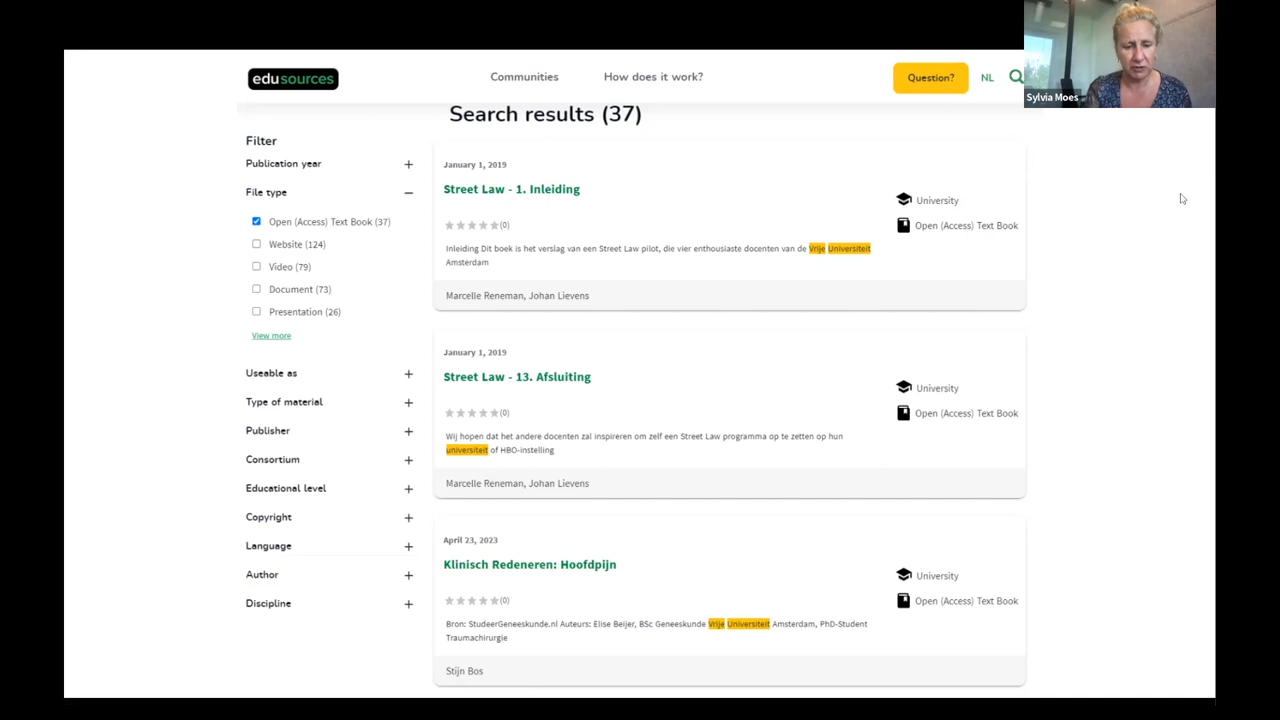 edusources
Communities
How does it work?
Question?
NL
Sylvia Moes
Search results (37)
Filter
Publication year
File type
Open (Access) Text Book (37)
Website (124)
Video (79)
Document (73)
Presentation (26)
View more
Useable as
Type of material
Publisher
Consortium
Educational level
Copyright
Language
Author
Discipline
January 1, 2019
Street Law - 1. Inleiding
(0)
Inleiding Dit boek is het verslag van een Street Law pilot, die vier enthousiaste docenten van de Vrije Universiteit
Amsterdam
University
Open (Access) Text Book
Marcelle Reneman, Johan Lievens
January 1, 2019
Street Law - 13. Afsluiting
(0)
Wij hopen dat het andere docenten zal inspireren om zelf een Street Law programma op te zetten op hun
universiteit of HBO-instelling
University
Open (Access) Text Book
Marcelle Reneman, Johan Lievens
April 23, 2023
Klinisch Redeneren: Hoofdpijn
(0)
Bron: StudeerGeneeskunde.nl Auteurs: Elise Beijer, BSc Geneeskunde Vrije Universiteit Amsterdam, PhD-Student
Traumachirurgie
University
Open (Access) Text Book
Stijn Bos